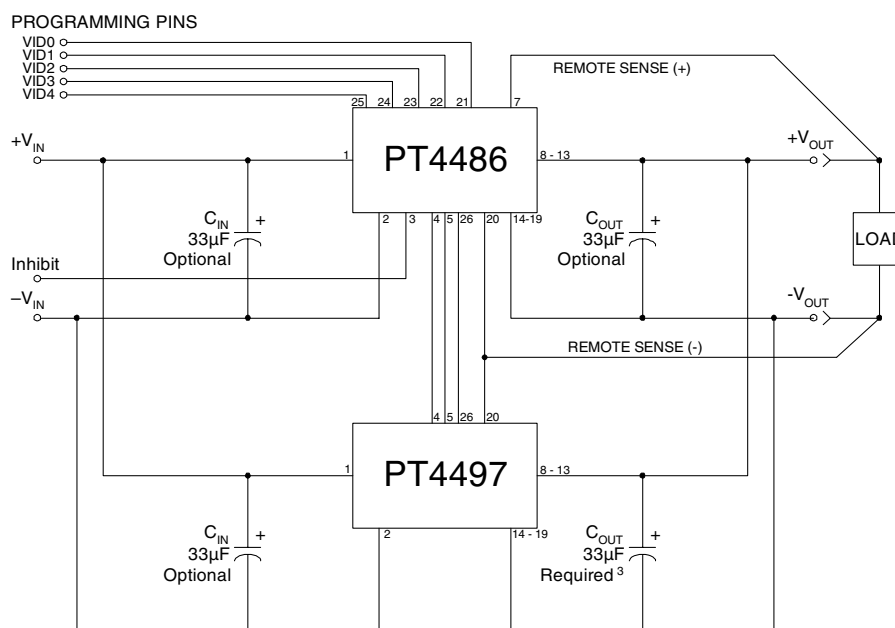 PROGRAMMING PINS
VID0
VID1
VID2
VID3
VID4
25 24 23 22 21 7
REMOTE SENSE (+)
+VIN
1
PT4486
8 - 13
+VOUT
2 3 4 5 26 20 14-19
CIN +
33µF
Optional
COUT +
33µF
Optional
LOAD
Inhibit
–VIN
-VOUT
REMOTE SENSE (-)
4 5 26 20
1
PT4497
8 - 13
2 14 - 19
CIN +
33µF
Optional
COUT +
33µF
Required 3